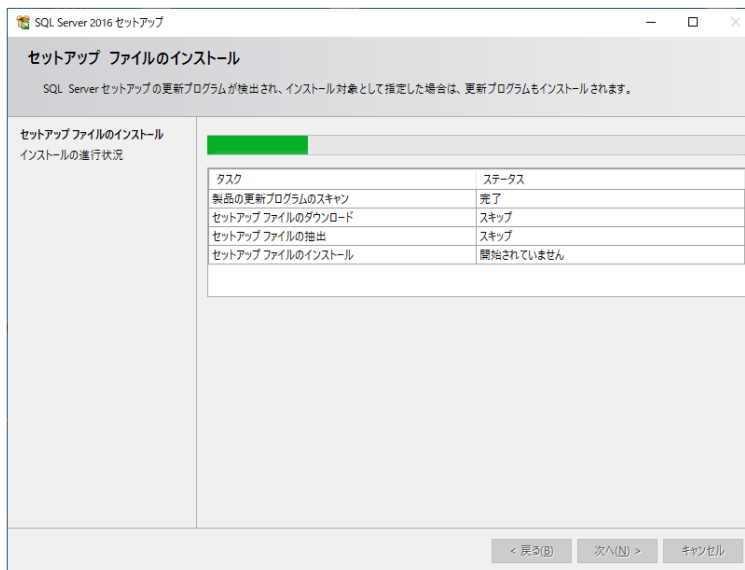 SQL Server 2016 セットアップ
セットアップ ファイルのインストール
SQL Server セットアップの更新プログラムが検出され、インストール対象として指定した場合は、更新プログラムもインストールされます。
セットアップ ファイルのインストール
インストールの進行状況
タスク ステータス
製品の更新プログラムのスキャン 完了
セットアップ ファイルのダウンロード スキップ
セットアップ ファイルの抽出 スキップ
セットアップ ファイルのインストール 開始されていません
< 戻る(B) 次へ(N) > キャンセル